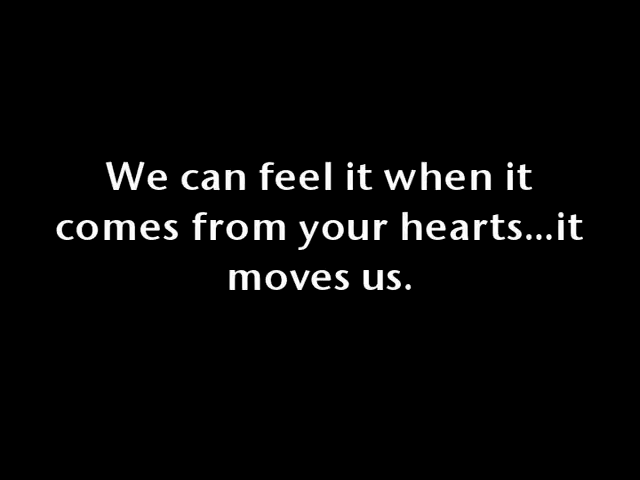 We can feel it when it
comes from your hearts...it
moves us.